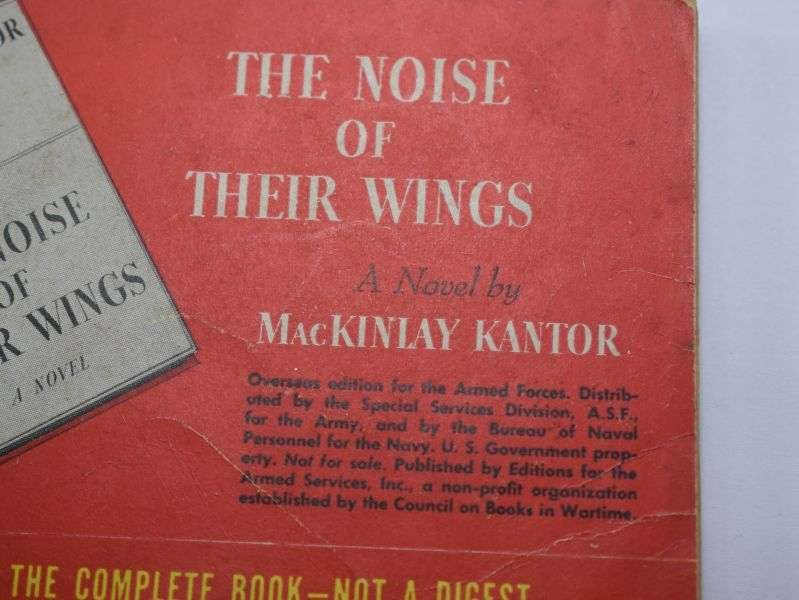 OR
NOISE
OF
R WINGS
A NOVEL
THE NOISE
OF
THEIR WINGS
A Novel by
MACKINLAY KANTOR
Overseas edition for the Armed Forces. Distrib-
uted by the Special Services Division, A.S.F.,
for the Army, and by the Bureau of Naval
Personnel for the Navy. U. S. Government prop-
erty. Not for sale. Published by Editions for the
Armed Services, Inc., a non-profit organization
established by the Council on Books in Wartime.
THE COMPLETE BOOK—NOT A DIGEST